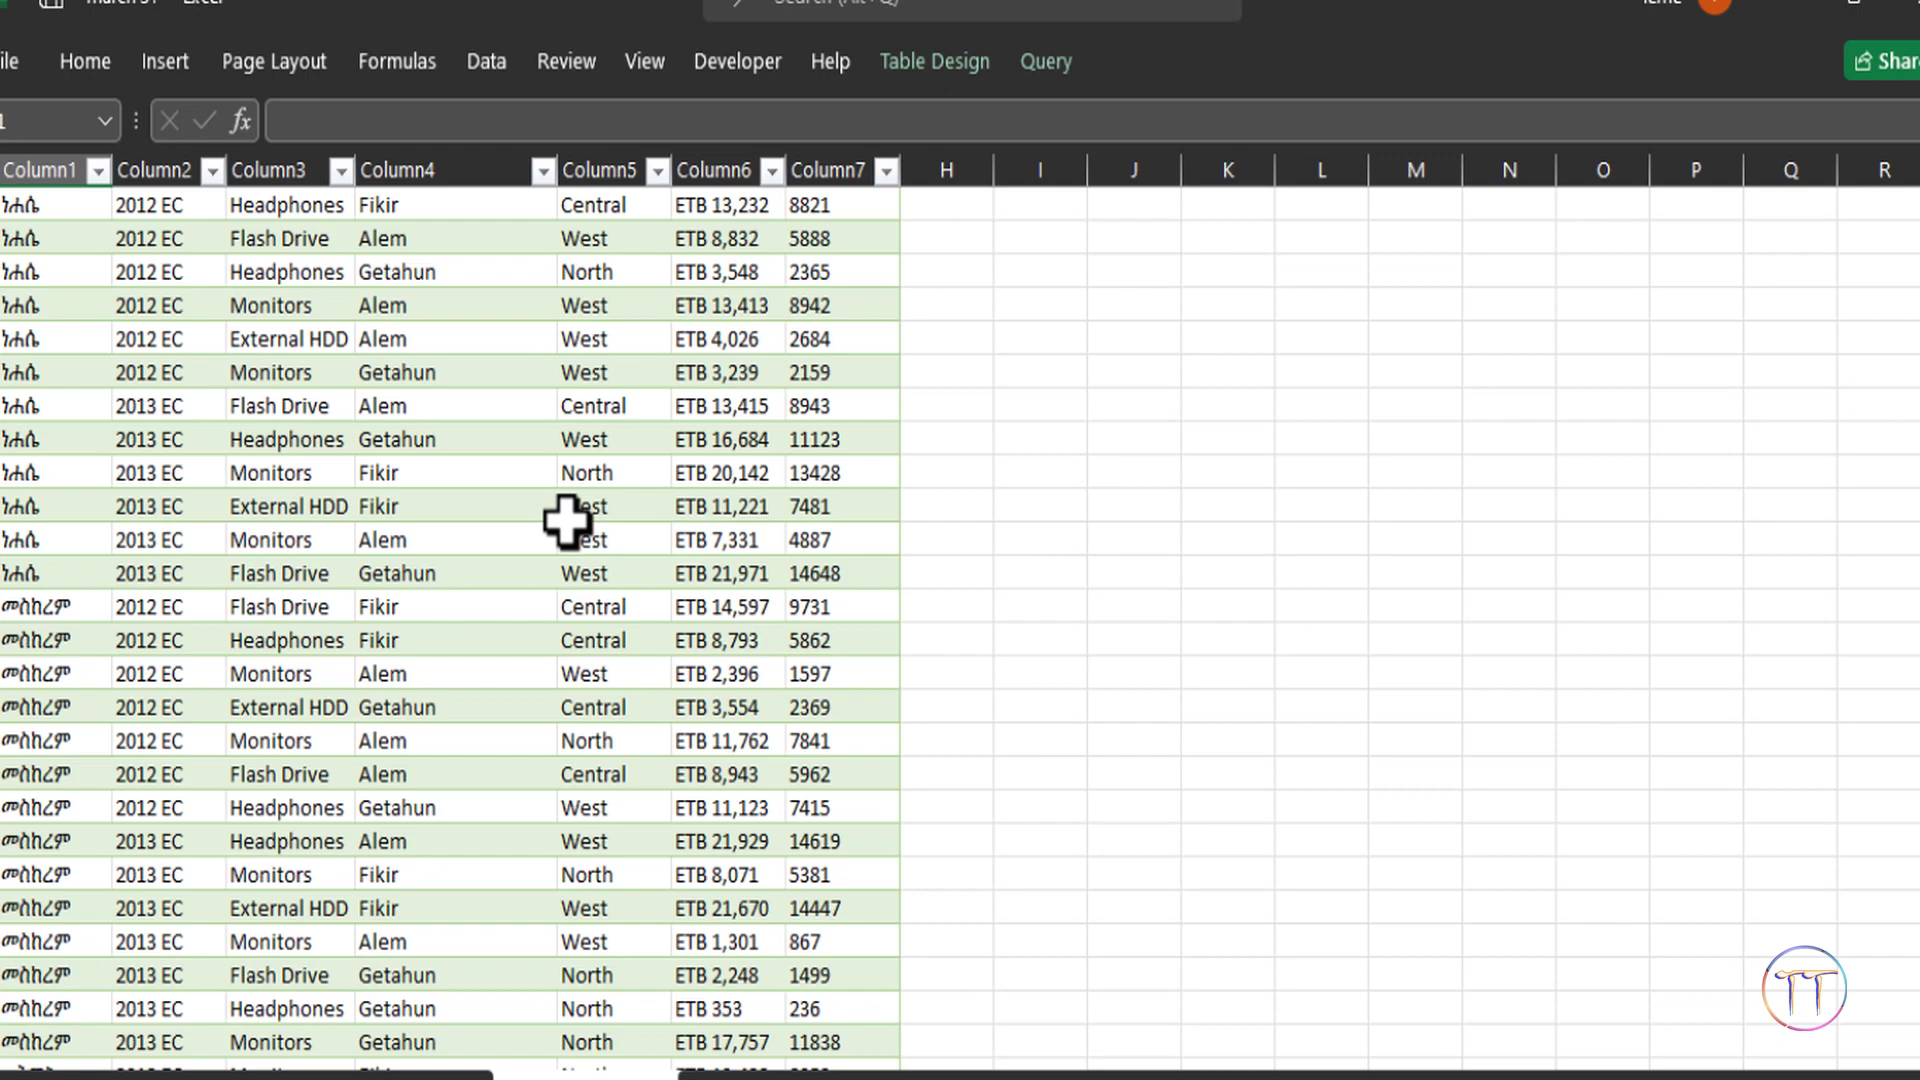 Home Insert Page Layout Formulas Data Review View Developer Help Table Design Query
fx
Column1 Column2 Column3 Column4 Column5 Column6 Column7 H I J K L M N O P Q R
ነሐሴ 2012 EC Headphones Fikir Central ETB 13,232 8821
ነሐሴ 2012 EC Flash Drive Alem West ETB 8,832 5888
ነሐሴ 2012 EC Headphones Getahun North ETB 3,548 2365
ነሐሴ 2012 EC Monitors Alem West ETB 13,413 8942
ነሐሴ 2012 EC External HDD Alem West ETB 4,026 2684
ነሐሴ 2012 EC Monitors Getahun West ETB 3,239 2159
ነሐሴ 2013 EC Flash Drive Alem Central ETB 13,415 8943
ነሐሴ 2013 EC Headphones Getahun West ETB 16,684 11123
ነሐሴ 2013 EC Monitors Fikir North ETB 20,142 13428
ነሐሴ 2013 EC External HDD Fikir ETB 11,221 7481
ነሐሴ 2013 EC Monitors Alem ETB 7,331 4887
ነሐሴ 2013 EC Flash Drive Getahun West ETB 21,971 14648
መስከረም 2012 EC Flash Drive Fikir Central ETB 14,597 9731
መስከረም 2012 EC Headphones Fikir Central ETB 8,793 5862
መስከረም 2012 EC Monitors Alem West ETB 2,396 1597
መስከረም 2012 EC External HDD Getahun Central ETB 3,554 2369
መስከረም 2012 EC Monitors Alem North ETB 11,762 7841
መስከረም 2012 EC Flash Drive Alem Central ETB 8,943 5962
መስከረም 2012 EC Headphones Getahun West ETB 11,123 7415
መስከረም 2013 EC Headphones Alem West ETB 21,929 14619
መስከረም 2013 EC Monitors Fikir North ETB 8,071 5381
መስከረም 2013 EC External HDD Fikir West ETB 21,670 14447
መስከረም 2013 EC Monitors Alem West ETB 1,301 867
መስከረም 2013 EC Flash Drive Getahun North ETB 2,248 1499
መስከረም 2013 EC Headphones Getahun North ETB 353 236
መስከረም 2013 EC Monitors Getahun North ETB 17,757 11838